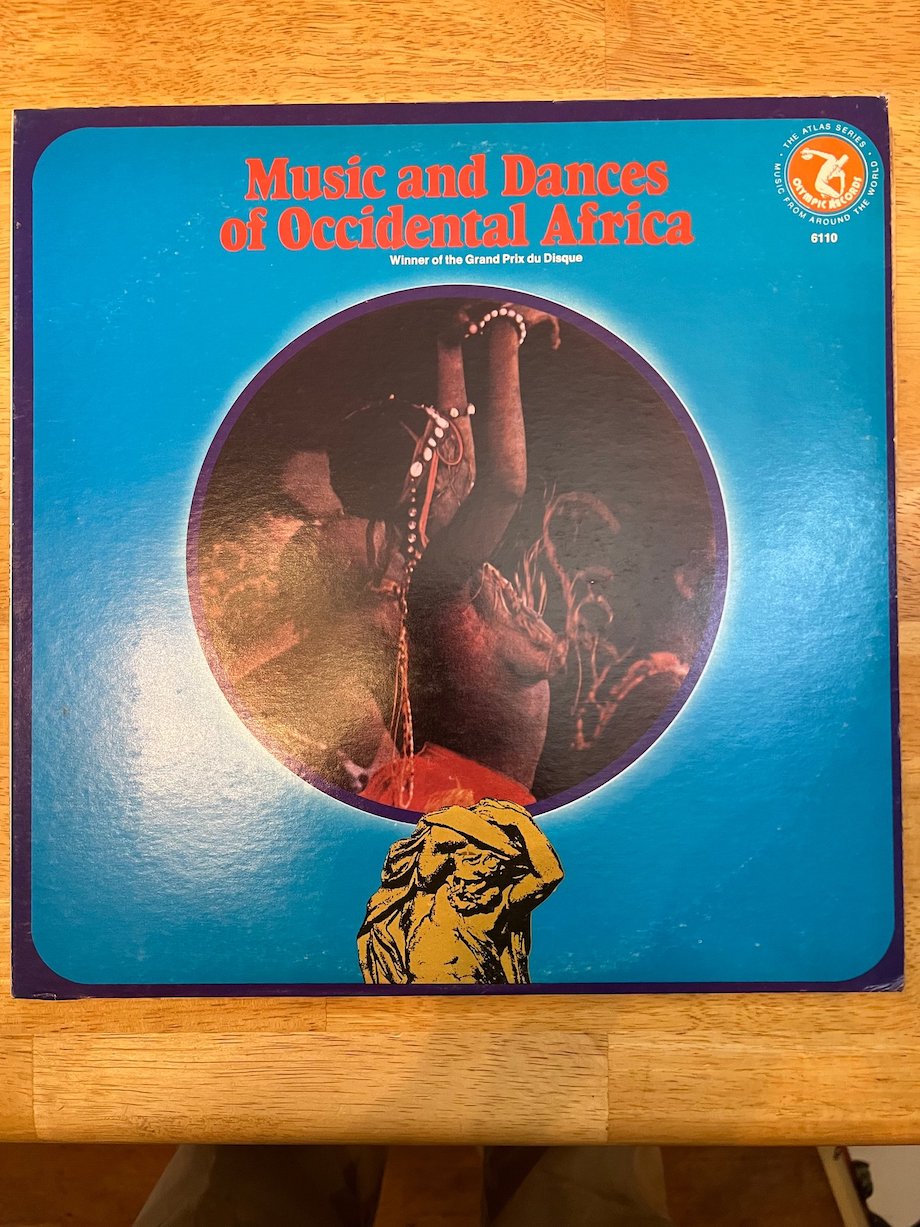 Music and Dances
of Occidental Africa
Winner of the Grand Prix du Disque
• THE ATLAS SERIES •
MUSIC FROM AROUND THE WORLD
OLYMPIC RECORDS
6110